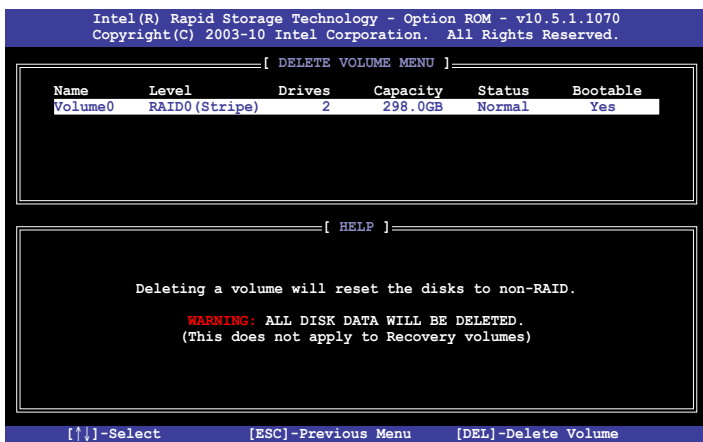 Intel(R) Rapid Storage Technology - Option ROM - v10.5.1.1070
Copyright(C) 2003-10 Intel Corporation.  All Rights Reserved.
[ DELETE VOLUME MENU ]
Name Level Drives Capacity Status Bootable
Volume0 RAID0(Stripe) 2 298.0GB Normal Yes
[ HELP ]
Deleting a volume will reset the disks to non-RAID.
WARNING: ALL DISK DATA WILL BE DELETED.
(This does not apply to Recovery volumes)
[↑↓]-Select [ESC]-Previous Menu [DEL]-Delete Volume